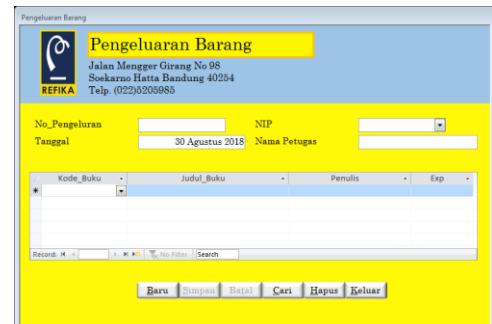 Pengeluaran Barang
Pengeluaran Barang
REFIKA
Jalan Mengger Girang No 98
Soekarno Hatta Bandung 40254
Telp. (022)5205985
No_Pengeluran NIP
Tanggal 30 Agustus 2018 Nama Petugas
Kode_Buku Judul_Buku Penulis Exp
Record: No Filter Search
Baru Simpan Batal Cari Hapus Keluar